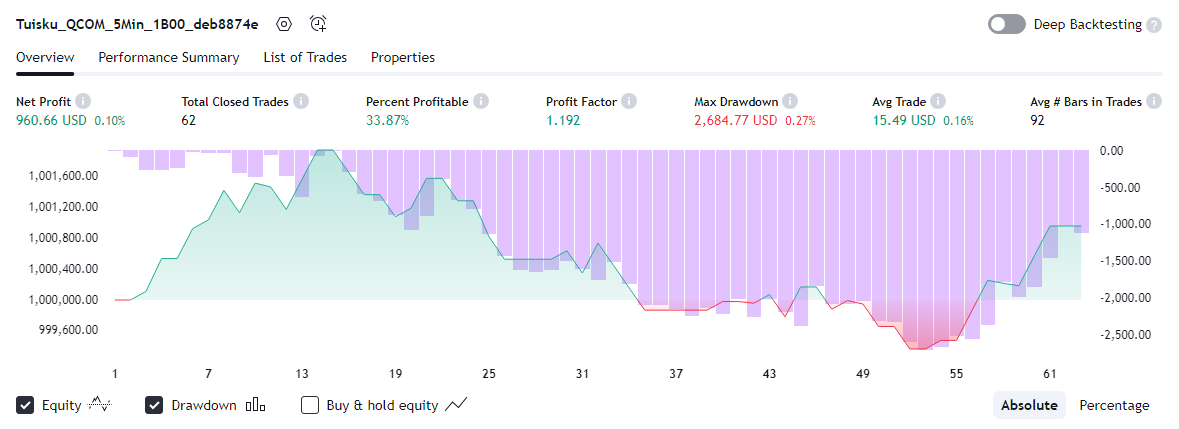 Tuisku_QCOM_5Min_1B00_deb8874e Deep Backtesting ?
Overview Performance Summary List of Trades Properties
Net Profit i Total Closed Trades i Percent Profitable i Profit Factor i Max Drawdown i Avg Trade i Avg # Bars in Trades i
960.66 USD 0.10% 62 33.87% 1.192 2,684.77 USD 0.27% 15.49 USD 0.16% 92
0.00
1,001,600.00
-500.00
1,001,200.00
-1,000.00
1,000,800.00
-1,500.00
1,000,400.00
1,000,000.00 -2,000.00
999,600.00
-2,500.00
1 7 13 19 25 31 37 43 49 55 61
Equity Drawdown Buy & hold equity Absolute Percentage